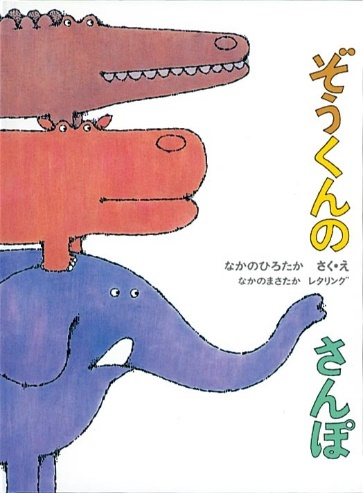 ぞうくんの
さんぽ
なかのひろたか　さく・え
なかのまさたか　レタリング